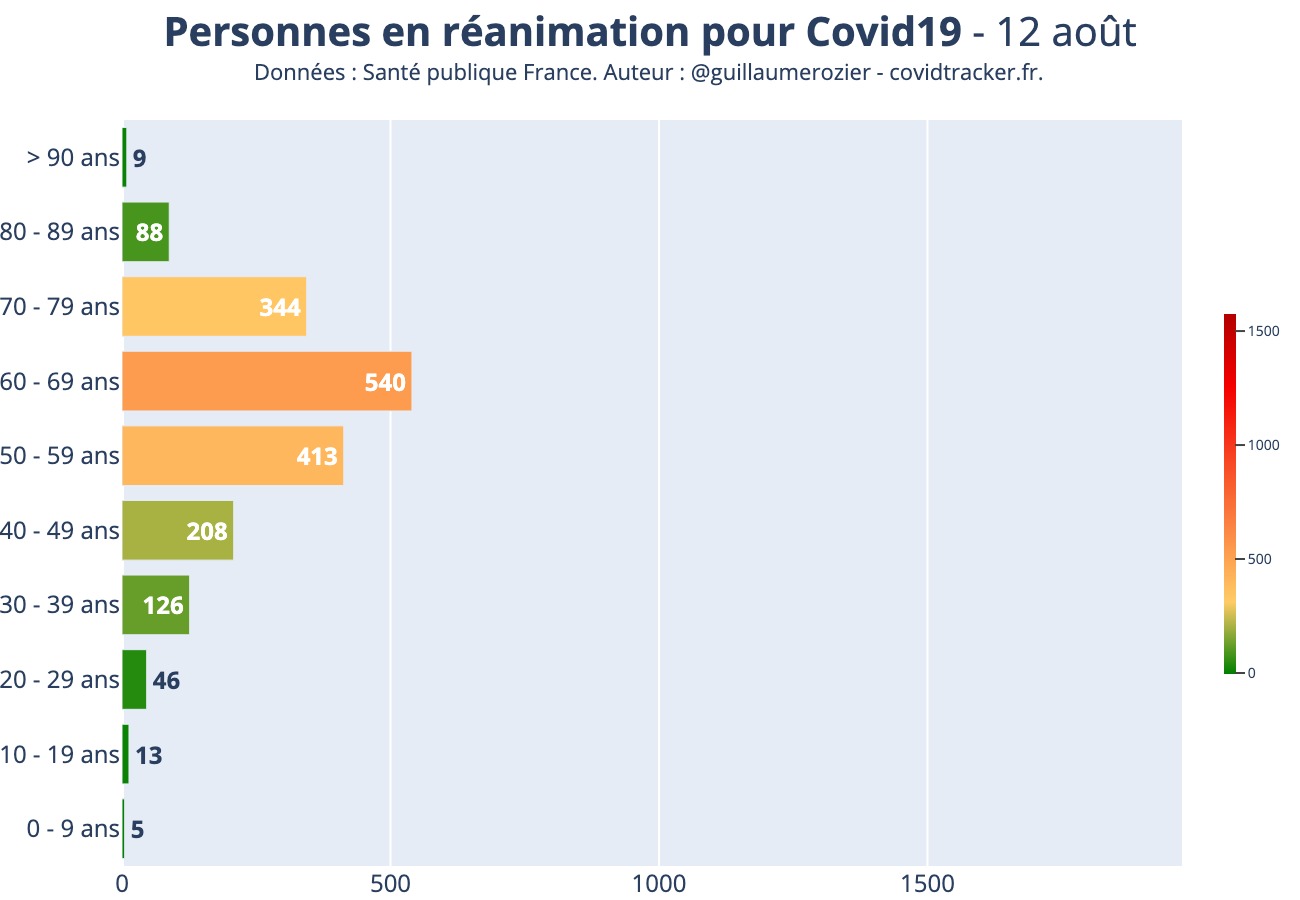 Personnes en réanimation pour Covid19 - 12 août
Données : Santé publique France. Auteur : @guillaumerozier - covidtracker.fr.
> 90 ans 9
80 - 89 ans 88
70 - 79 ans 344
60 - 69 ans 540
50 - 59 ans 413
40 - 49 ans 208
30 - 39 ans 126
20 - 29 ans 46
10 - 19 ans 13
0 - 9 ans 5
0 500 1000 1500
1500
1000
500
0